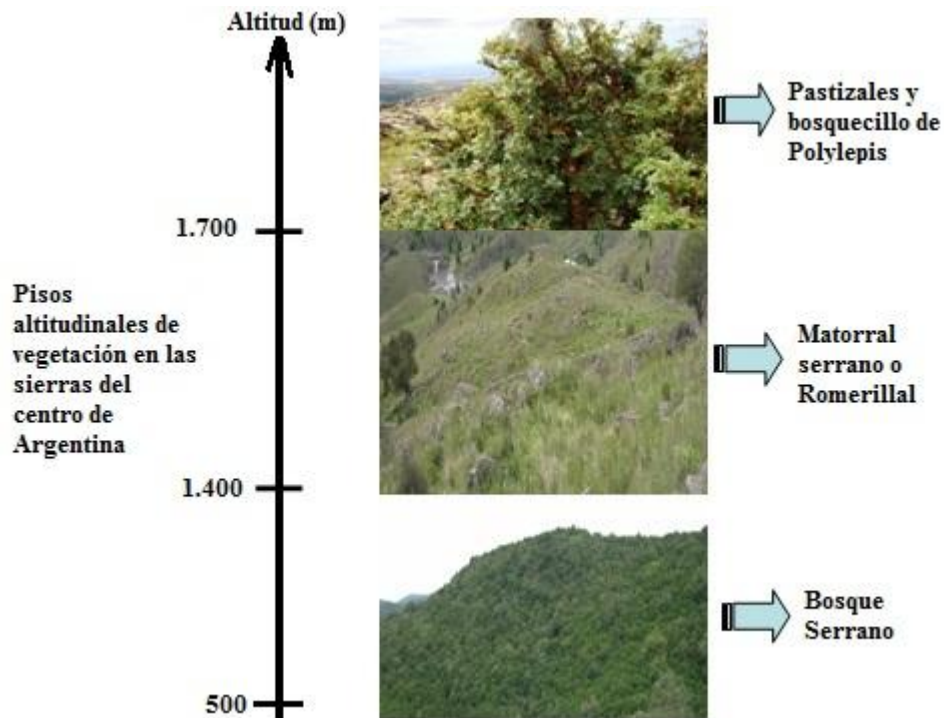 Altitud (m)
Pastizales y
bosquecillo de
Polylepis
1.700
Pisos
altitudinales de
vegetación en las
sierras del
centro de
Argentina
Matorral
serrano o
Romerillal
1.400
Bosque
Serrano
500